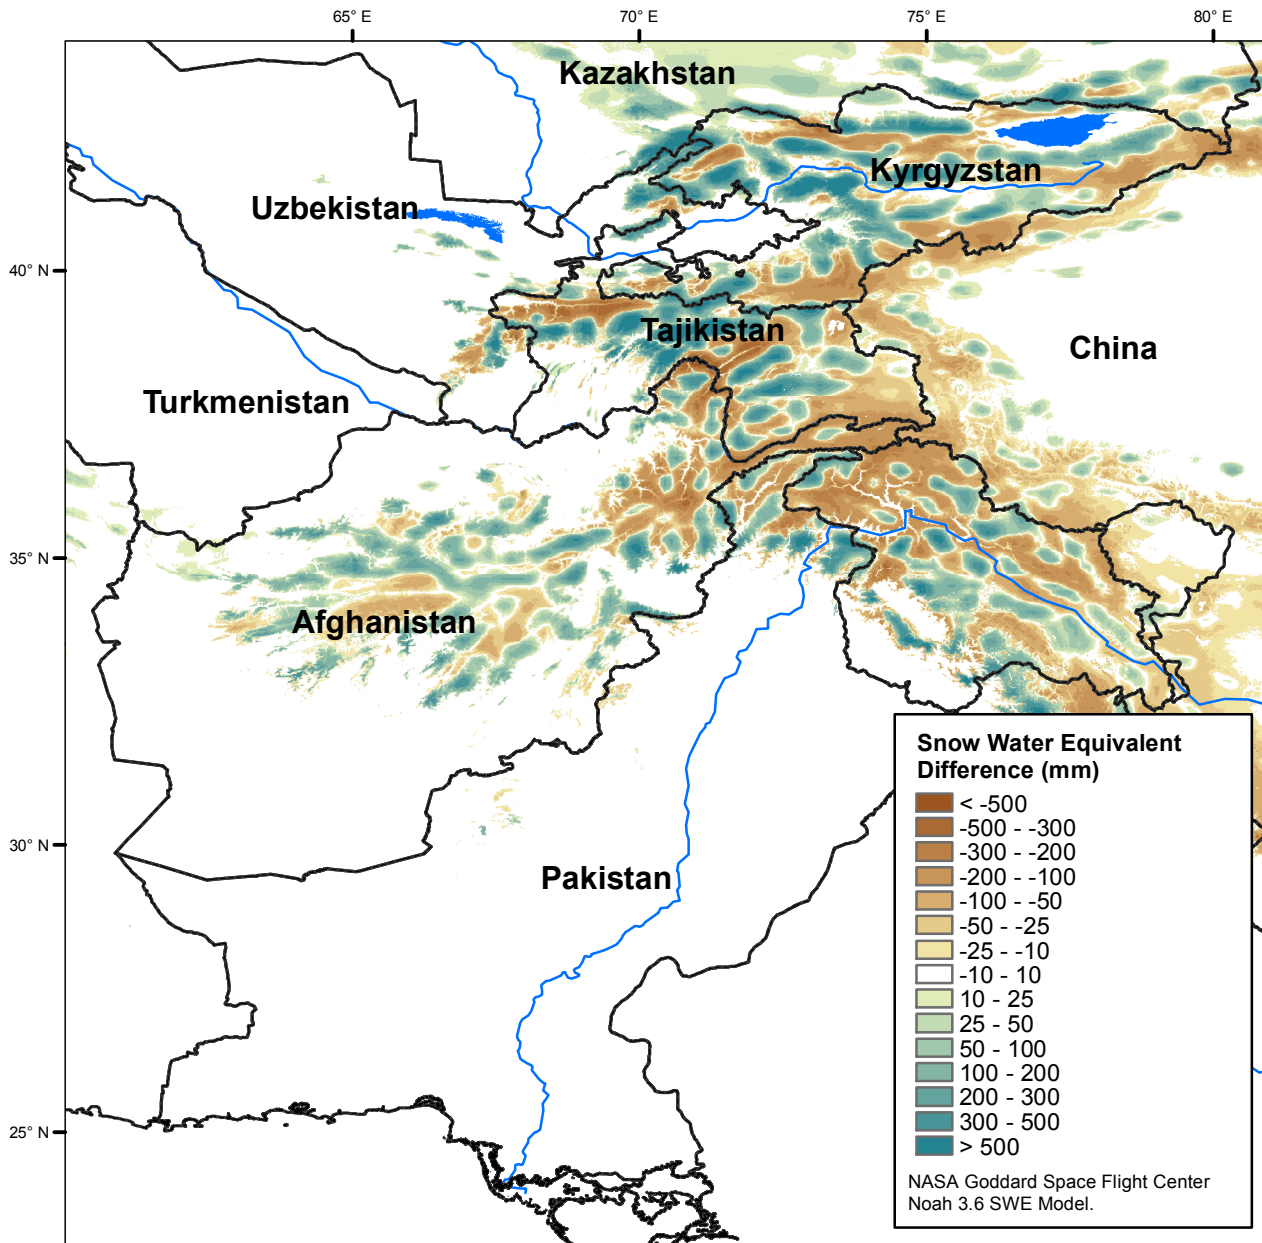 65° E
70° E
75° E
80° E
Kazakhstan
Kyrgyzstan
Uzbekistan
40° N
Tajikistan
China
Turkmenistan
35° N
Afghanistan
30° N
Pakistan
25° N
Snow Water Equivalent
Difference (mm)
< -500
-500 - -300
-300 - -200
-200 - -100
-100 - -50
-50 - -25
-25 - -10
-10 - 10
10 - 25
25 - 50
50 - 100
100 - 200
200 - 300
300 - 500
> 500
NASA Goddard Space Flight Center
Noah 3.6 SWE Model.